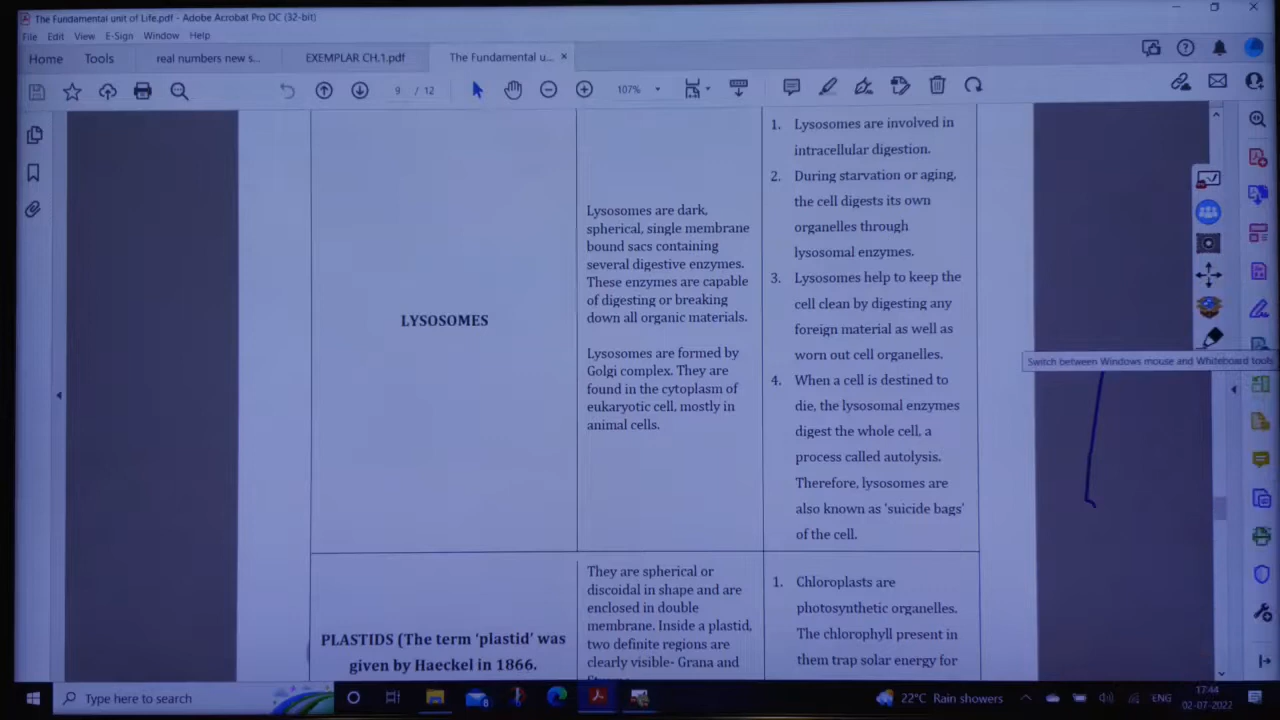 The Fundamental unit of Life.pdf - Adobe Acrobat Pro DC (32-bit)
File Edit View E-Sign Window Help
Home Tools real numbers new s... EXEMPLAR CH.1.pdf The Fundamental u... ×
9 / 12 107%
LYSOSOMES
Lysosomes are dark,
spherical, single membrane
bound sacs containing
several digestive enzymes.
These enzymes are capable
of digesting or breaking
down all organic materials.
Lysosomes are formed by
Golgi complex. They are
found in the cytoplasm of
eukaryotic cell, mostly in
animal cells.
1. Lysosomes are involved in
intracellular digestion.
2. During starvation or aging,
the cell digests its own
organelles through
lysosomal enzymes.
3. Lysosomes help to keep the
cell clean by digesting any
foreign material as well as
worn out cell organelles.
4. When a cell is destined to
die, the lysosomal enzymes
digest the whole cell, a
process called autolysis.
Therefore, lysosomes are
also known as 'suicide bags'
of the cell.
Switch between Windows mouse and Whiteboard tools
PLASTIDS (The term 'plastid' was
given by Haeckel in 1866.
They are spherical or
discoidal in shape and are
enclosed in double
membrane. Inside a plastid,
two definite regions are
clearly visible- Grana and
1. Chloroplasts are
photosynthetic organelles.
The chlorophyll present in
them trap solar energy for
Type here to search
22°C Rain showers
ENG
17:44
02-07-2022